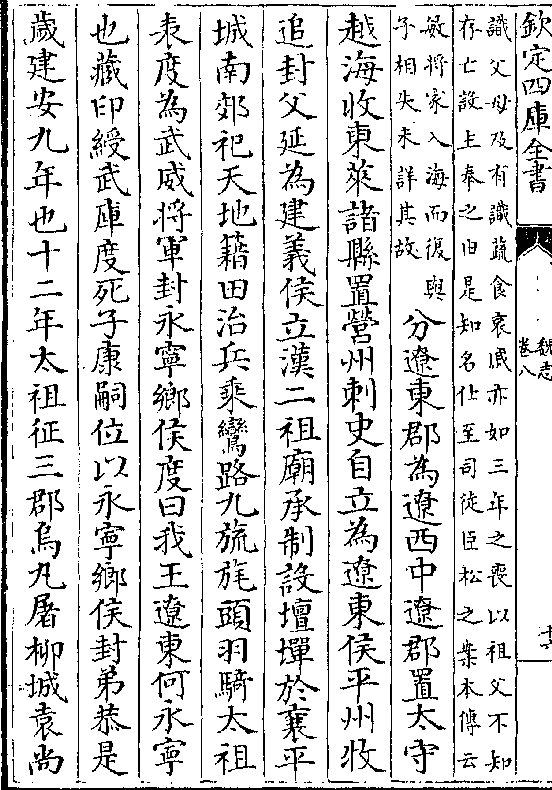 欽定四庫全書
魏志
卷八
識父母及有識蔬食哀戚亦如三年之喪以祖父不知
存亡設主奉之由是知名仕至司徒臣松之案本傳云
敏將家入海而復與
子相失未詳其故
分遼東郡為遼西中遼郡置太守
越海收東萊諸縣置營州刺史自立為遼東侯平州牧
追封父延為建義侯立漢二祖廟承制設壇墠於襄平
城南郊祀天地藉田治兵乘鸞路九旒旄頭羽騎太祖
表度為武威将軍封永寧鄉侯度曰我王遼東何永寧
也藏印綬武庫度死子康嗣位以永寧鄉侯封弟恭是
歲建安九年也十二年太祖征三郡烏丸屠柳城袁尚